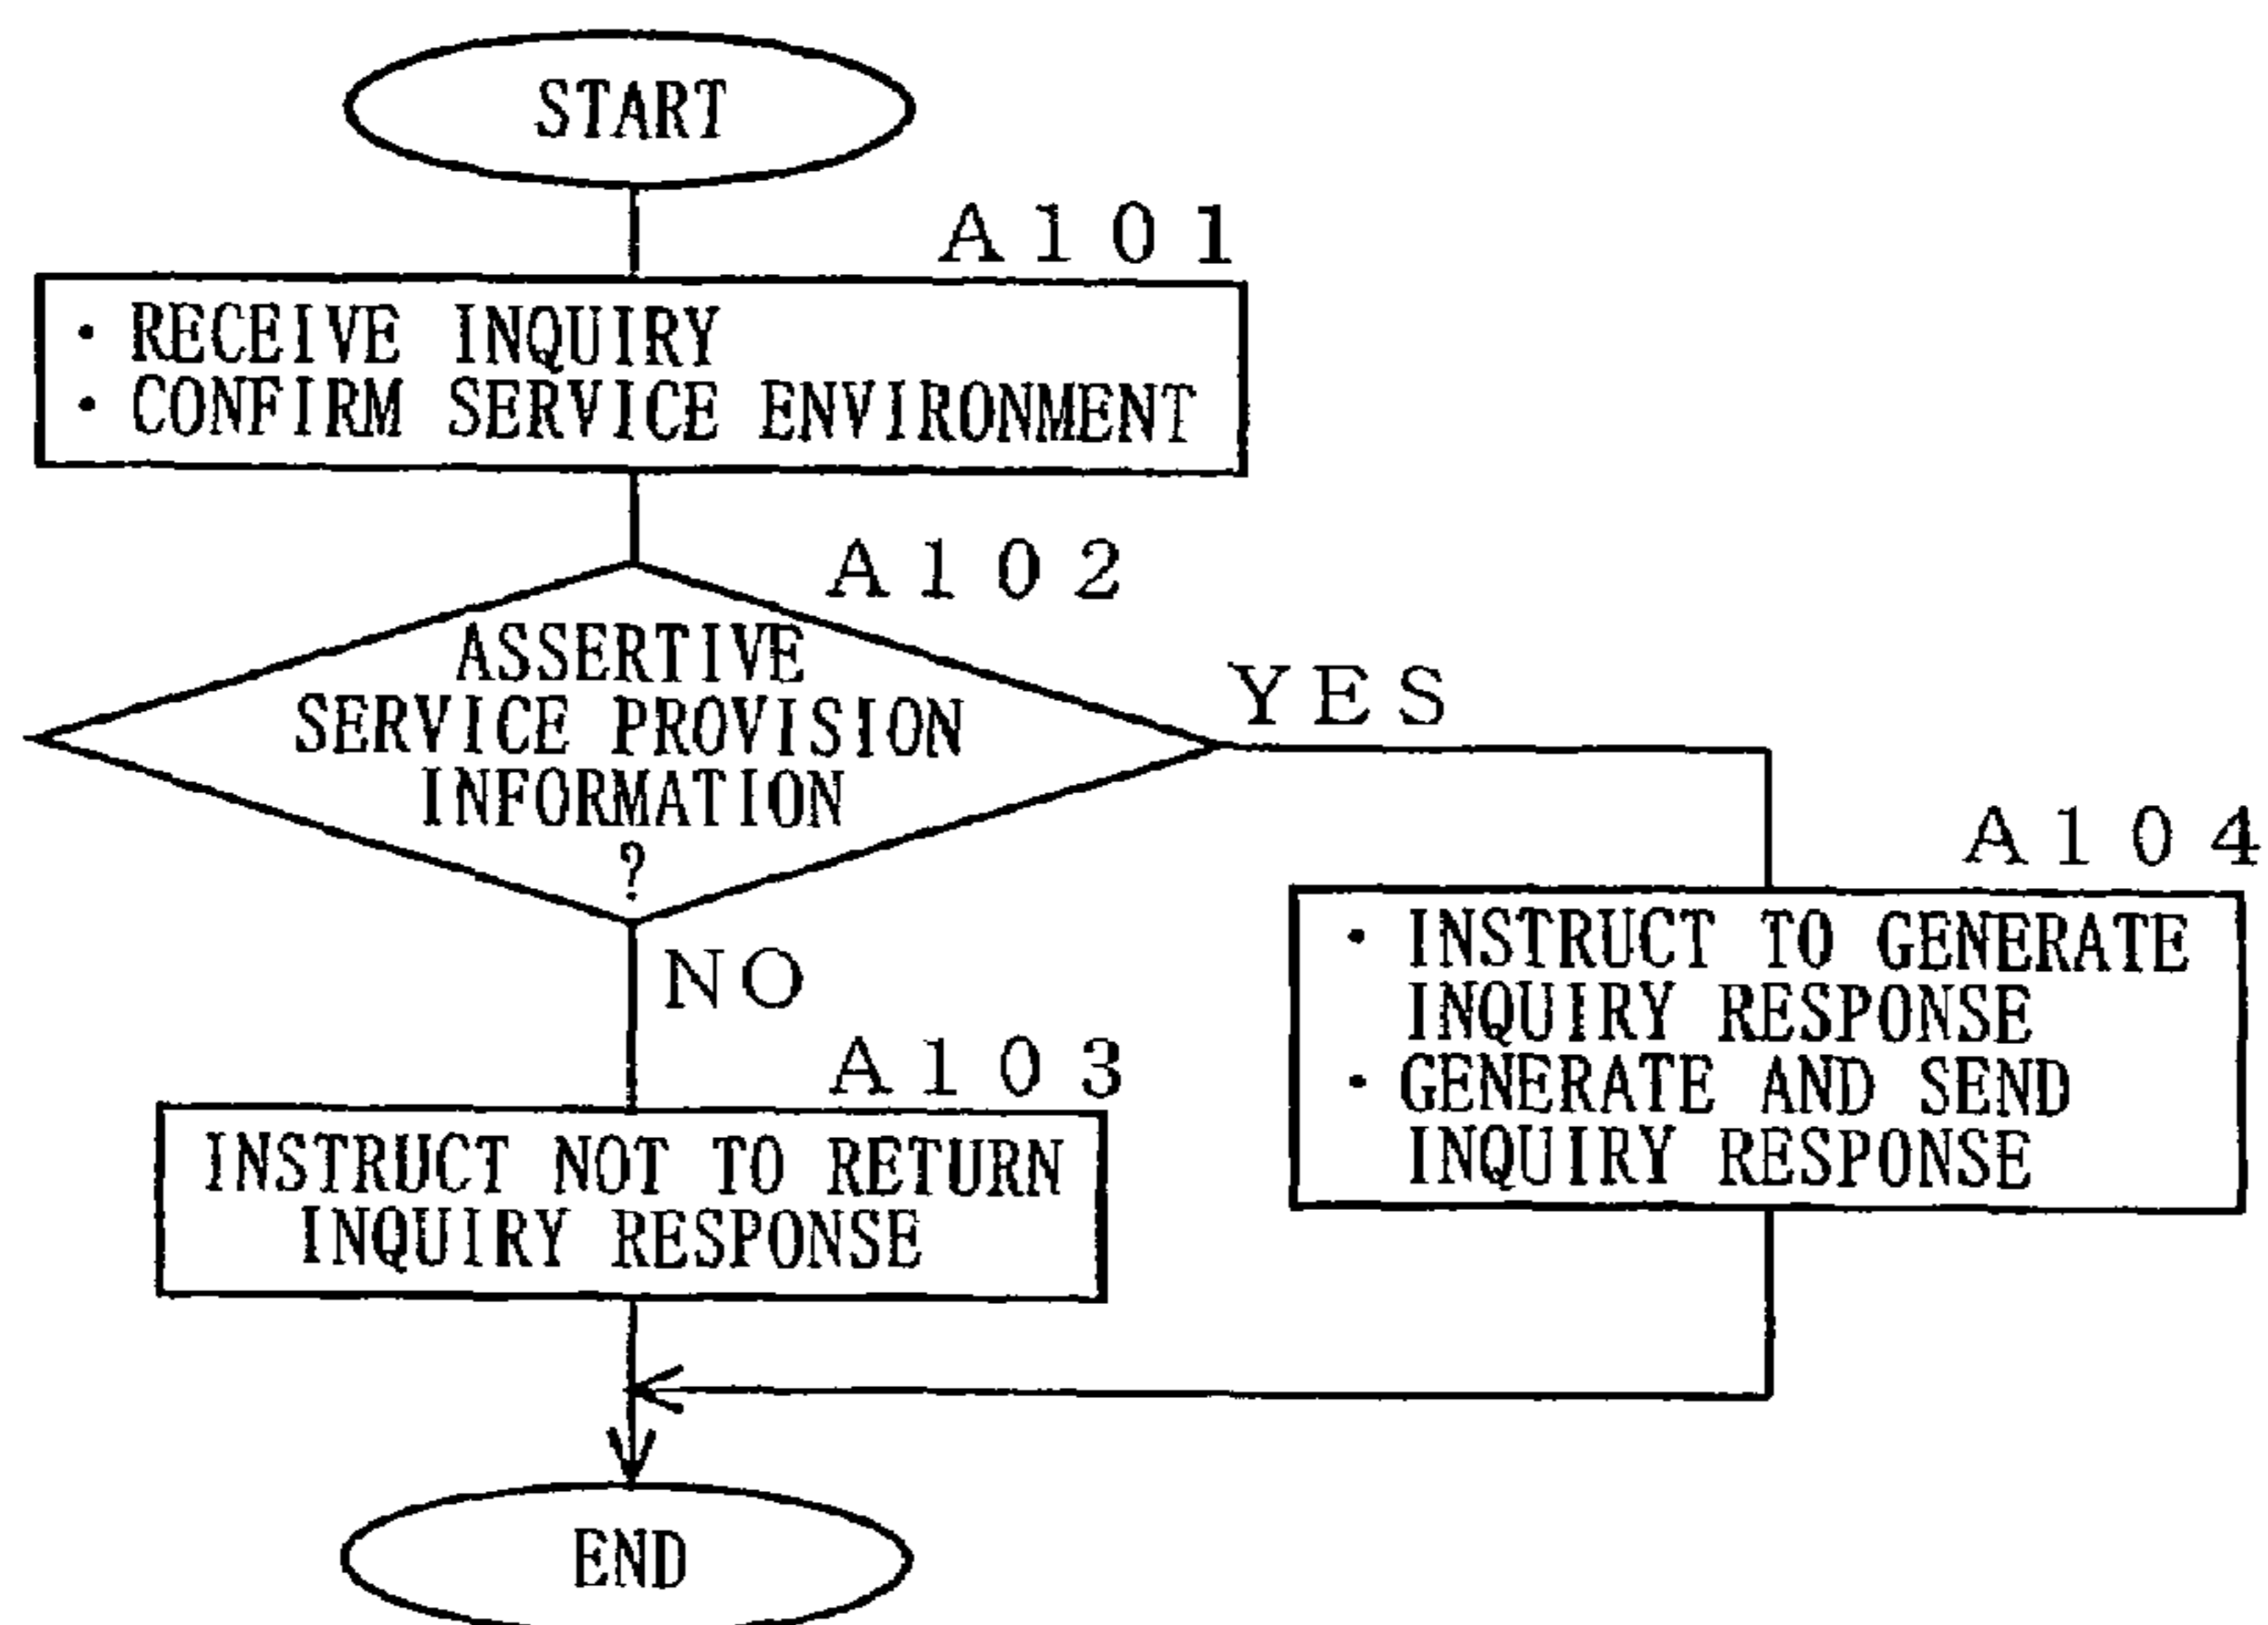 START
A101
・RECEIVE INQUIRY
・CONFIRM SERVICE ENVIRONMENT
A102
ASSERTIVE
SERVICE PROVISION
INFORMATION
?
YES
NO
A104
・INSTRUCT TO GENERATE
INQUIRY RESPONSE
・GENERATE AND SEND
INQUIRY RESPONSE
A103
INSTRUCT NOT TO RETURN
INQUIRY RESPONSE
END